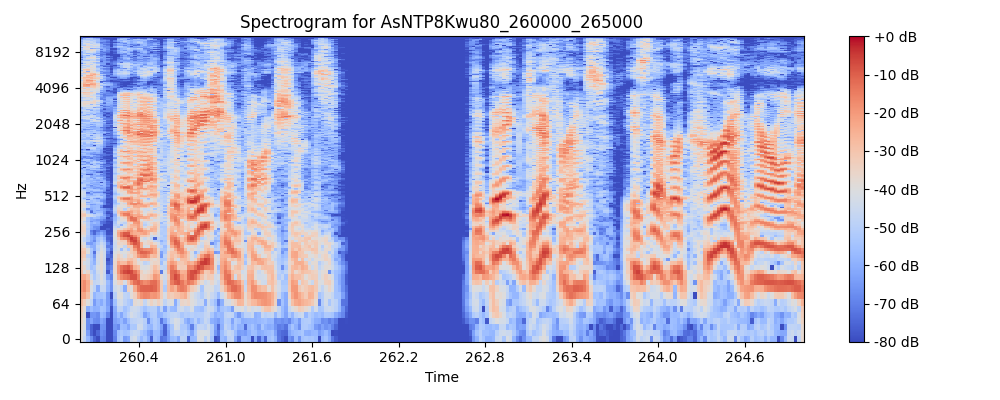 Spectrogram for AsNTP8Kwu80_260000_265000
8192
4096
2048
1024
512
256
128
64
0
Hz
260.4 261.0 261.6 262.2 262.8 263.4 264.0 264.6
Time
+0 dB
-10 dB
-20 dB
-30 dB
-40 dB
-50 dB
-60 dB
-70 dB
-80 dB